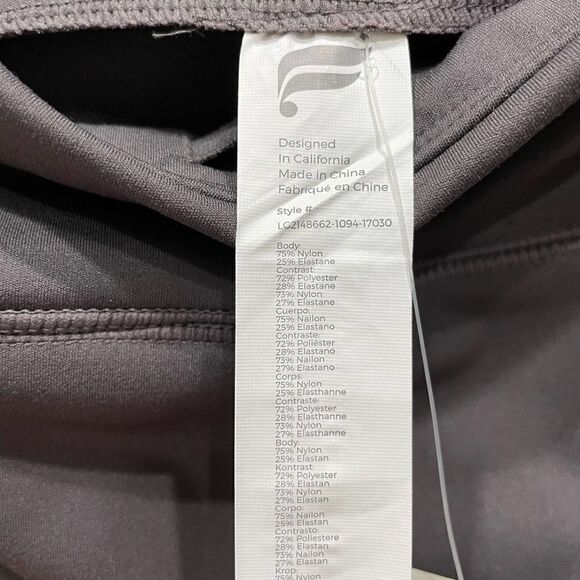 Designed
In California
Made in China
Fabriqué en Chine
Style #:
LG2148662-1094-17030
Body:
75% Nylon
25% Elastane
Contrast:
72% Polyester
28% Elastane
73% Nylon
27% Elastane
Cuerpo:
75% Nailon
25% Elastano
Contraste:
72% Poliéster
28% Elastano
73% Nailon
27% Elastano
Corps:
75% Nylon
25% Elasthanne
Contraste:
72% Polyester
28% Elasthanne
73% Nylon
27% Elasthanne
Body:
75% Nylon
25% Elastan
Kontrast:
72% Polyester
28% Elastan
73% Nylon
27% Elastan
Corpo:
75% Nailon
25% Elastan
Contrasto:
72% Poliestere
28% Elastan
73% Nailon
27% Elastan
Krop:
75% Nylon